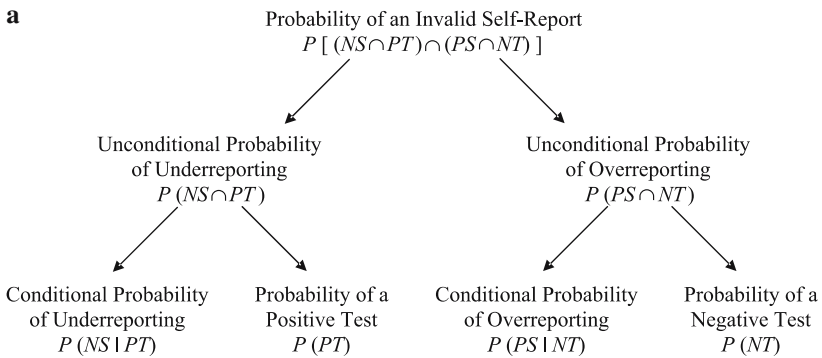 a
Probability of an Invalid Self-Report
P [ (NS∩PT)∩(PS∩NT) ]
Unconditional Probability
of Underreporting
P (NS∩PT)
Unconditional Probability
of Overreporting
P (PS∩NT)
Conditional Probability
of Underreporting
P (NS | PT)
Probability of a
Positive Test
P (PT)
Conditional Probability
of Overreporting
P (PS | NT)
Probability of a
Negative Test
P (NT)